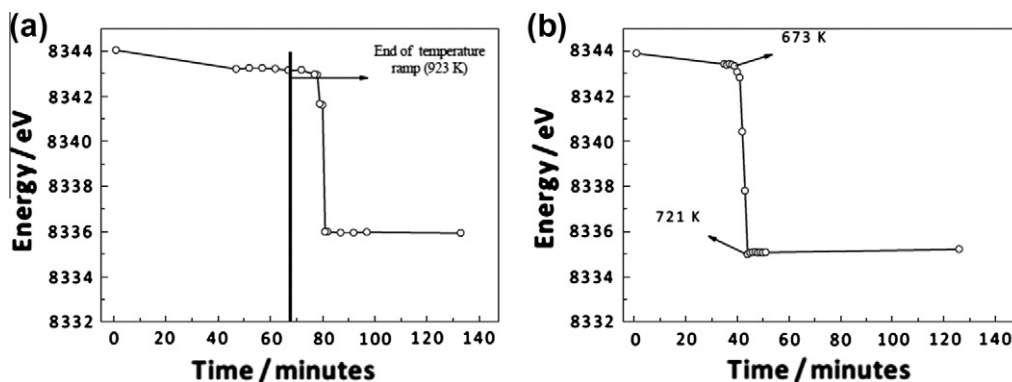 (a)
Energy / eV
8344
8342
8340
8338
8336
8334
8332
End of temperature
ramp (923 K)
0 20 40 60 80 100 120 140
Time / minutes
(b)
Energy / eV
8344
8342
8340
8338
8336
8334
8332
673 K
721 K
0 20 40 60 80 100 120 140
Time / minutes